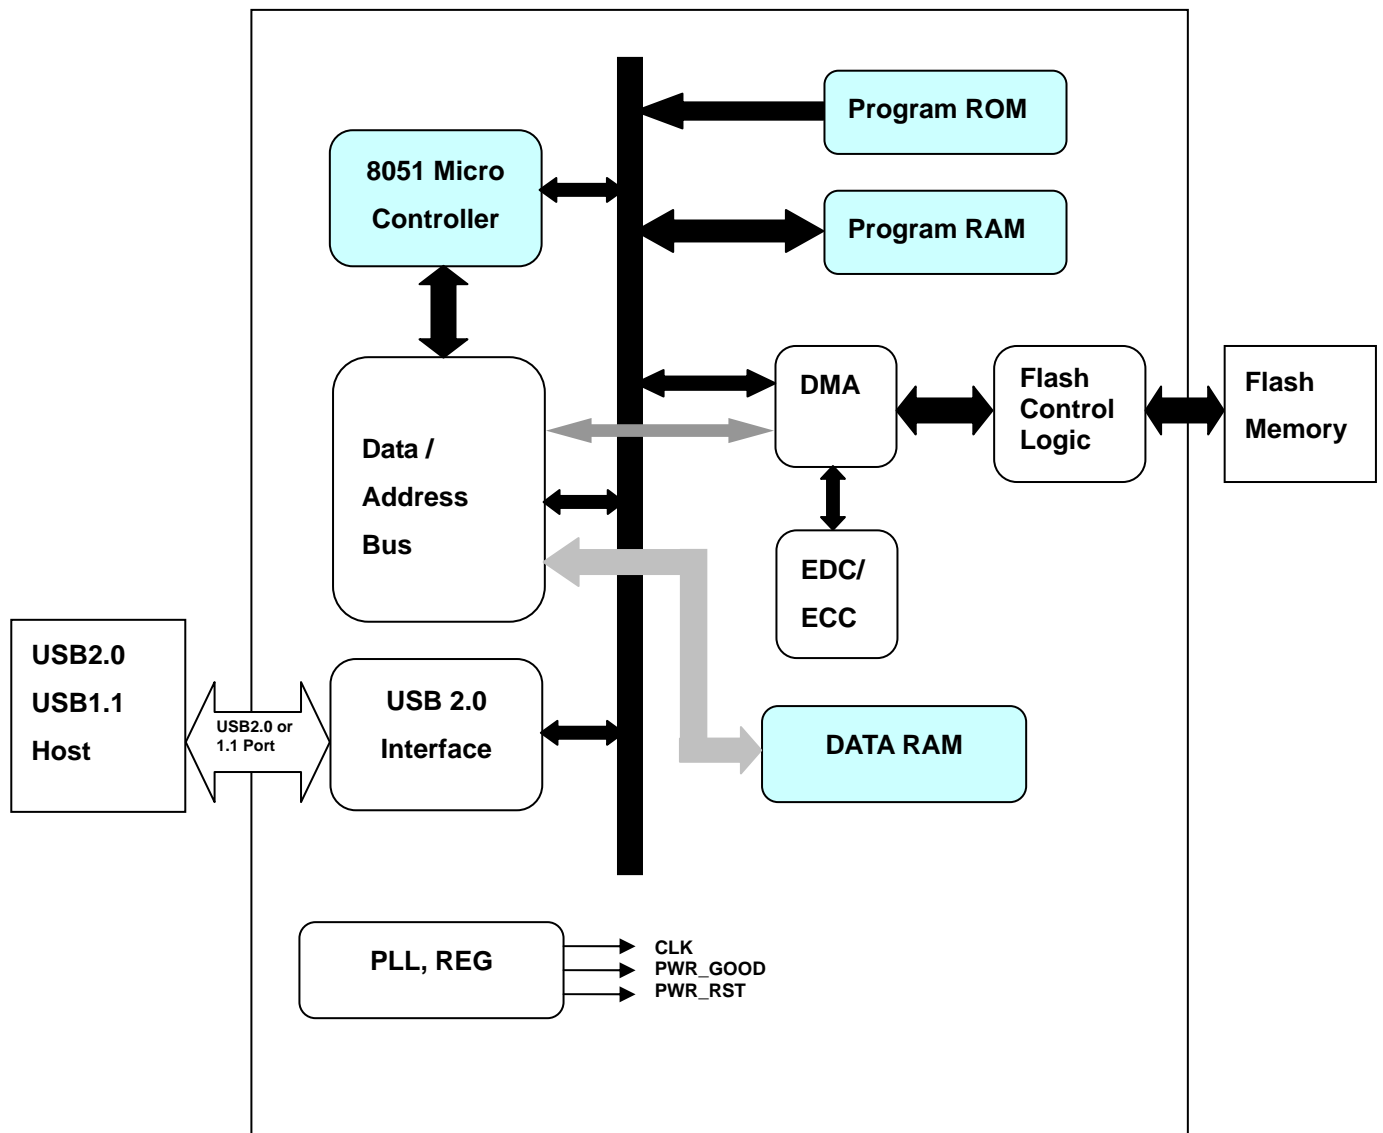 Program ROM
8051 Micro
Controller
Program RAM
DMA
Flash
Control
Logic
Flash
Memory
Data /
Address
Bus
EDC/
ECC
USB2.0
USB1.1
Host
USB2.0 or
1.1 Port
USB 2.0
Interface
DATA RAM
PLL, REG
CLK
PWR_GOOD
PWR_RST